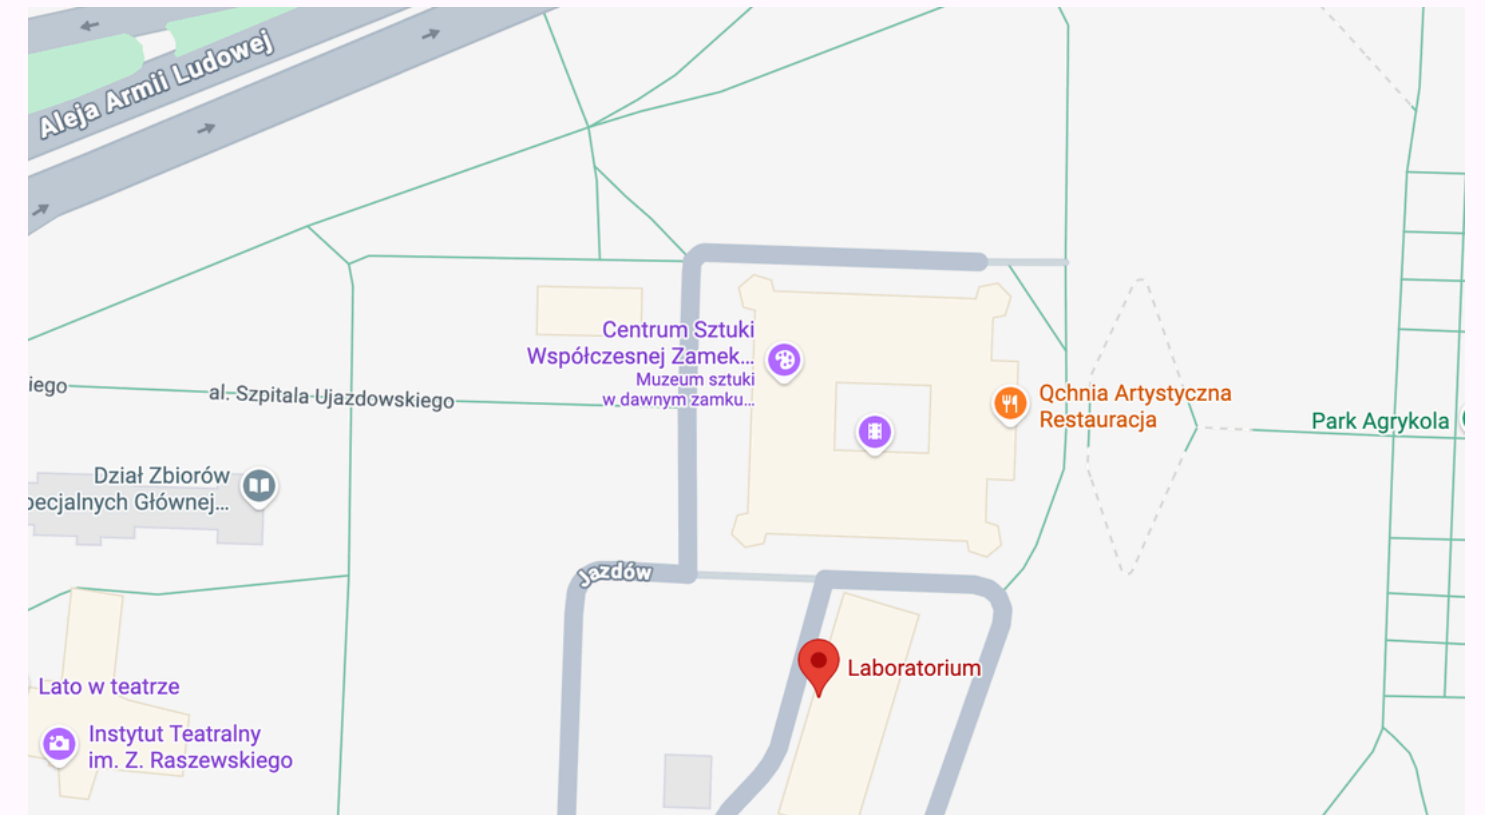 Aleja Armii Ludowej
Centrum Sztuki
Współczesnej Zamek...
Muzeum sztuki
w dawnym zamku...
Qchnia Artystyczna
Restauracja
iego
al. Szpitala Ujazdowskiego
Park Agrykola
Dział Zbiorów
pecjalnych Głównej...
Jazdów
Laboratorium
Lato w teatrze
Instytut Teatralny
im. Z. Raszewskiego